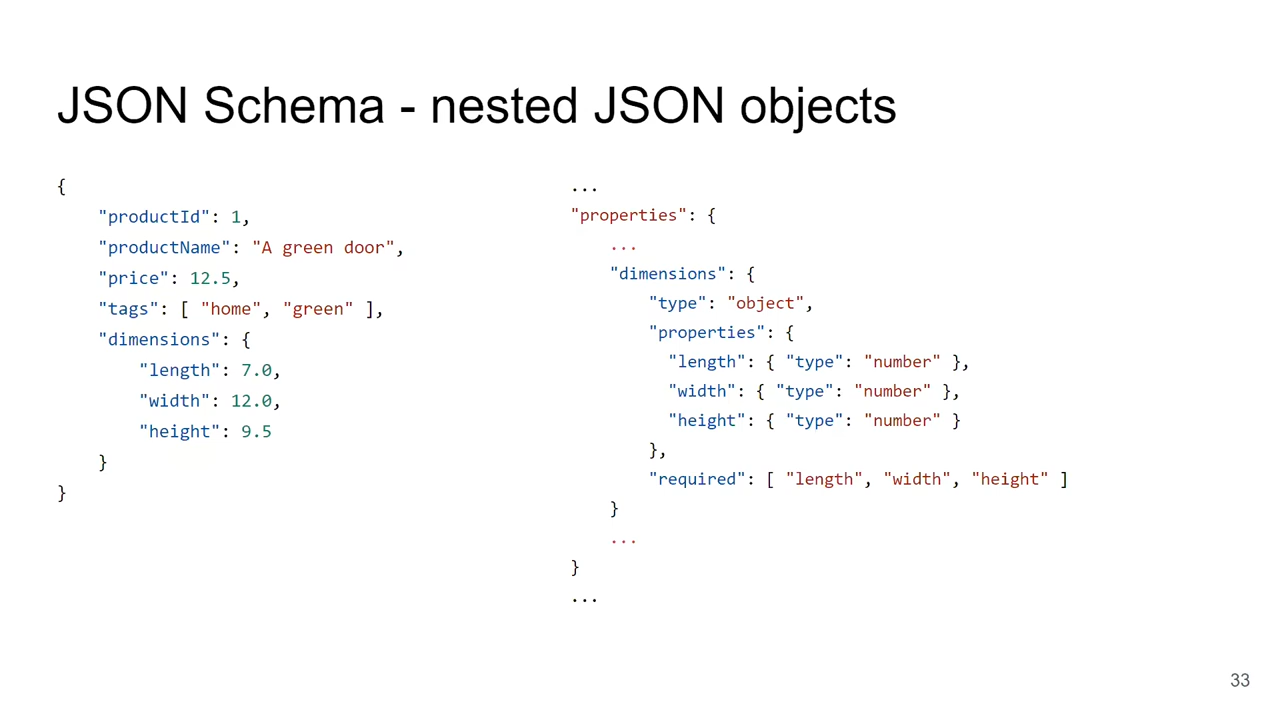 JSON Schema - nested JSON objects
{
    "productId": 1,
    "productName": "A green door",
    "price": 12.5,
    "tags": [ "home", "green" ],
    "dimensions": {
        "length": 7.0,
        "width": 12.0,
        "height": 9.5
    }
}
...
"properties": {
    ...
    "dimensions": {
        "type": "object",
        "properties": {
          "length": { "type": "number" },
          "width": { "type": "number" },
          "height": { "type": "number" }
        },
        "required": [ "length", "width", "height" ]
    }
    ...
}
...
33